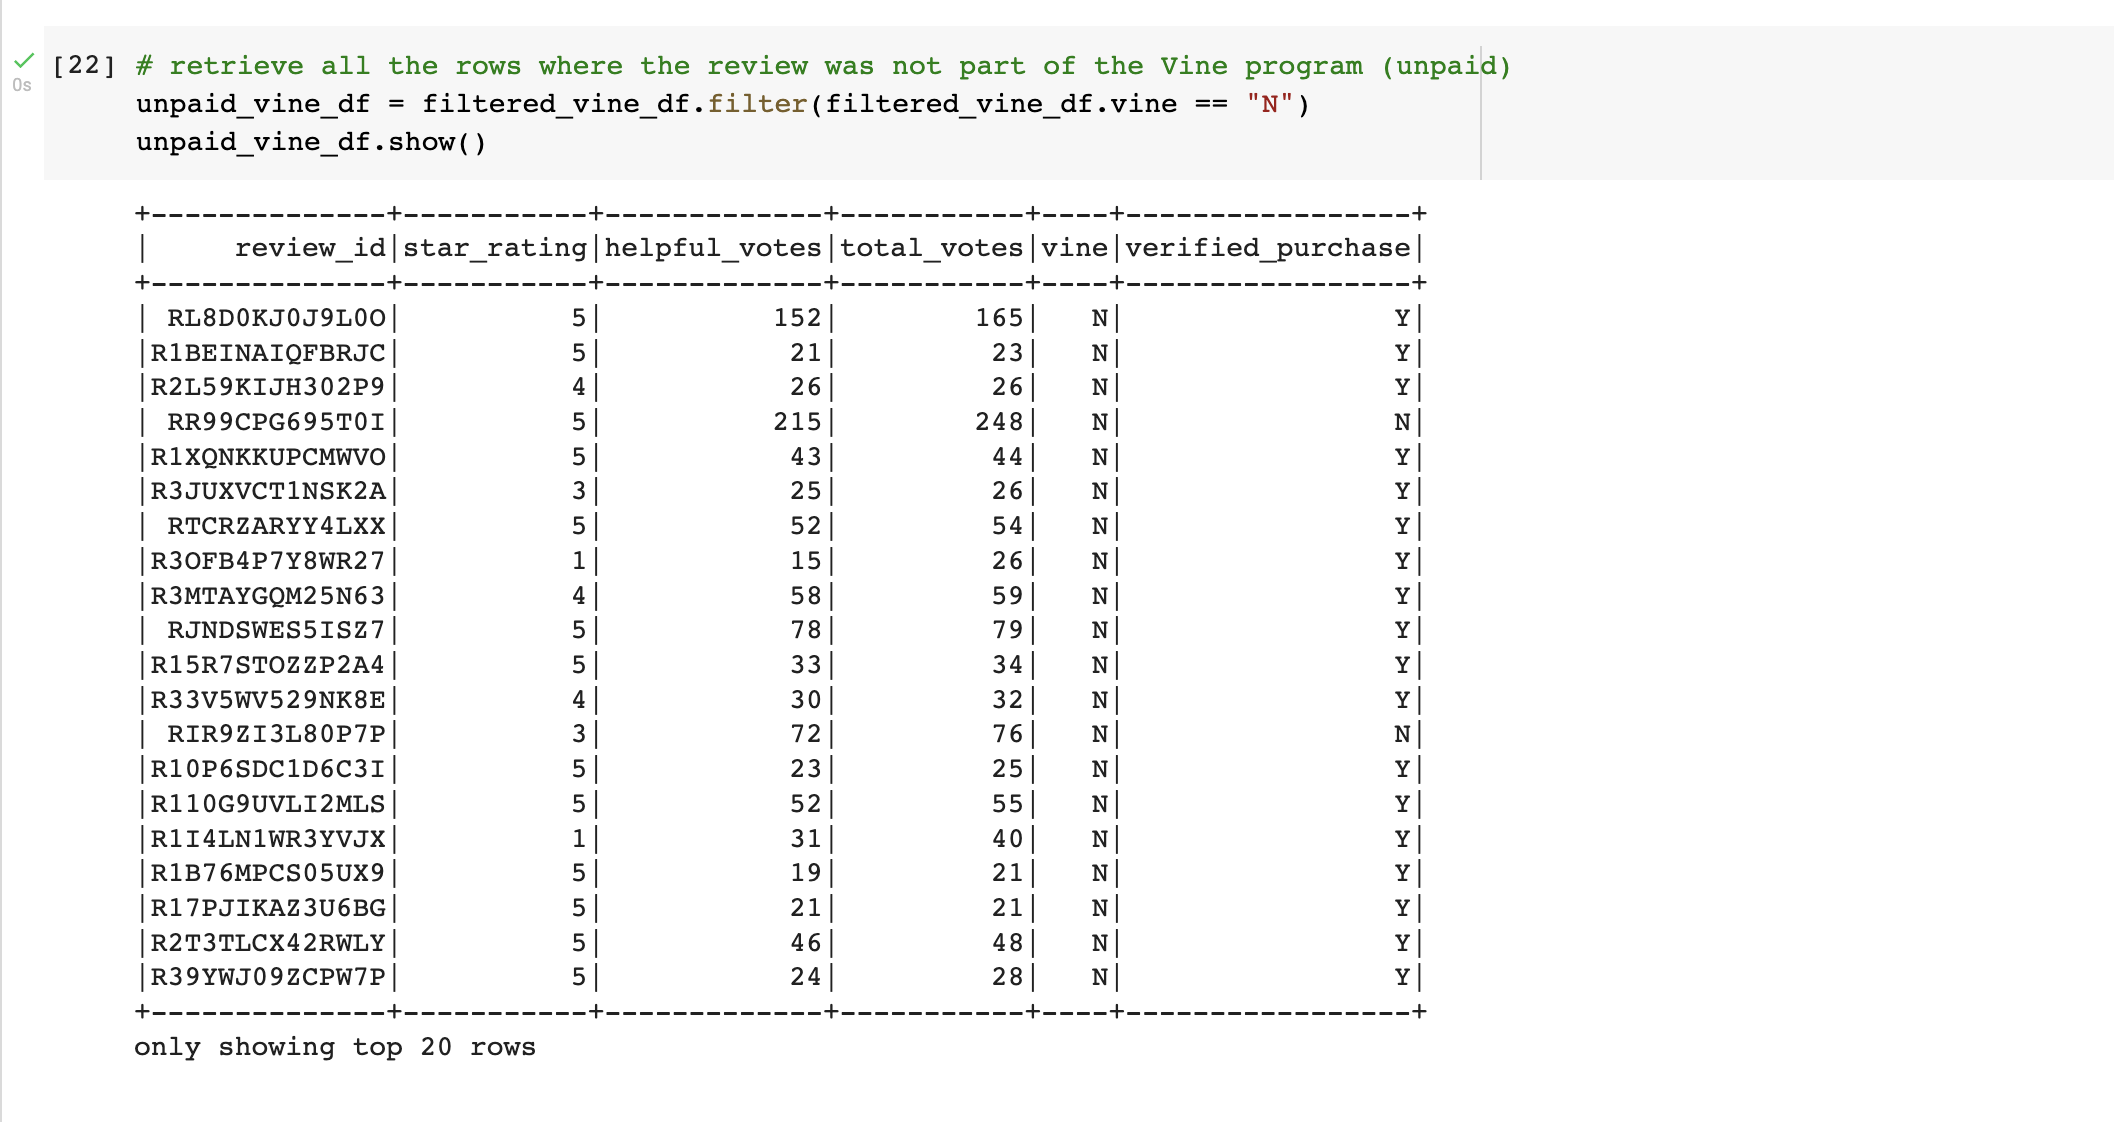 [22] # retrieve all the rows where the review was not part of the Vine program (unpaid)
0s
unpaid_vine_df = filtered_vine_df.filter(filtered_vine_df.vine == "N")
unpaid_vine_df.show()
+--------------+-----------+-------------+-----------+----+-----------------+
|     review_id|star_rating|helpful_votes|total_votes|vine|verified_purchase|
+--------------+-----------+-------------+-----------+----+-----------------+
| RL8D0KJ0J9L0O|          5|          152|        165|   N|                Y|
|R1BEINAIQFBRJC|          5|           21|         23|   N|                Y|
|R2L59KIJH302P9|          4|           26|         26|   N|                Y|
| RR99CPG695T0I|          5|          215|        248|   N|                N|
|R1XQNKKUPCMWVO|          5|           43|         44|   N|                Y|
|R3JUXVCT1NSK2A|          3|           25|         26|   N|                Y|
| RTCRZARYY4LXX|          5|           52|         54|   N|                Y|
|R3OFB4P7Y8WR27|          1|           15|         26|   N|                Y|
|R3MTAYGQM25N63|          4|           58|         59|   N|                Y|
| RJNDSWES5ISZ7|          5|           78|         79|   N|                Y|
|R15R7STOZZP2A4|          5|           33|         34|   N|                Y|
|R33V5WV529NK8E|          4|           30|         32|   N|                Y|
| RIR9ZI3L80P7P|          3|           72|         76|   N|                N|
|R10P6SDC1D6C3I|          5|           23|         25|   N|                Y|
|R110G9UVLI2MLS|          5|           52|         55|   N|                Y|
|R1I4LN1WR3YVJX|          1|           31|         40|   N|                Y|
|R1B76MPCS05UX9|          5|           19|         21|   N|                Y|
|R17PJIKAZ3U6BG|          5|           21|         21|   N|                Y|
|R2T3TLCX42RWLY|          5|           46|         48|   N|                Y|
|R39YWJ09ZCPW7P|          5|           24|         28|   N|                Y|
+--------------+-----------+-------------+-----------+----+-----------------+
only showing top 20 rows